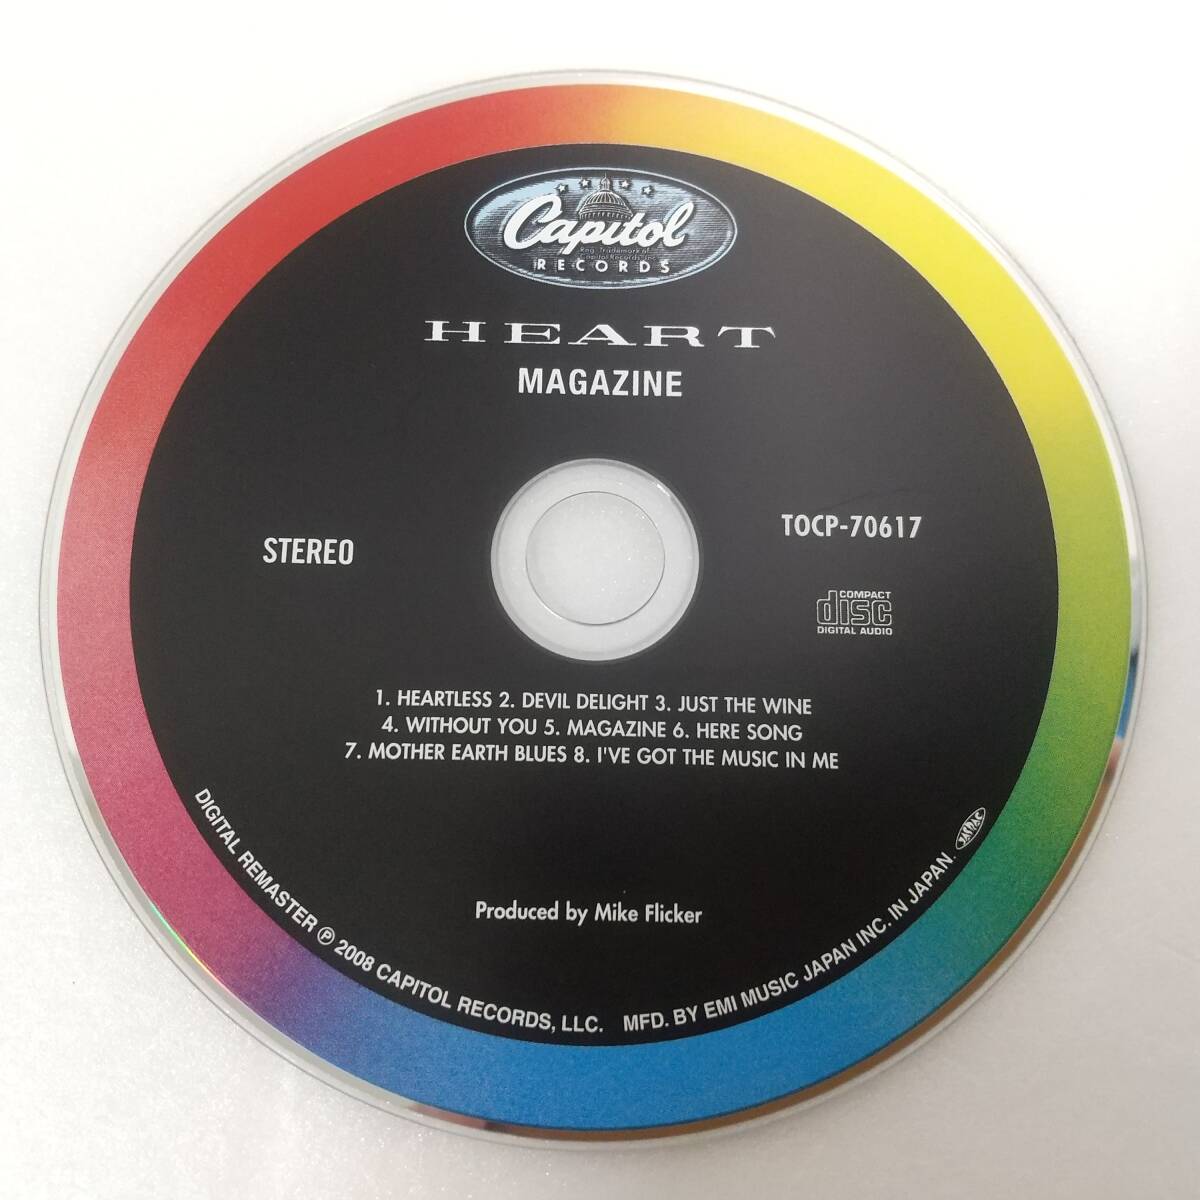 Capitol
Reg. Trademark of
Capitol Records, Inc.
RECORDS
HEART
MAGAZINE
STEREO
TOCP-70617
COMPACT
disc
DIGITAL AUDIO
1. HEARTLESS 2. DEVIL DELIGHT 3. JUST THE WINE
4. WITHOUT YOU 5. MAGAZINE 6. HERE SONG
7. MOTHER EARTH BLUES 8. I'VE GOT THE MUSIC IN ME
Produced by Mike Flicker
DIGITAL REMASTER ℗ 2008 CAPITOL RECORDS, LLC. MFD. BY EMI MUSIC JAPAN INC. IN JAPAN.
JASRAC